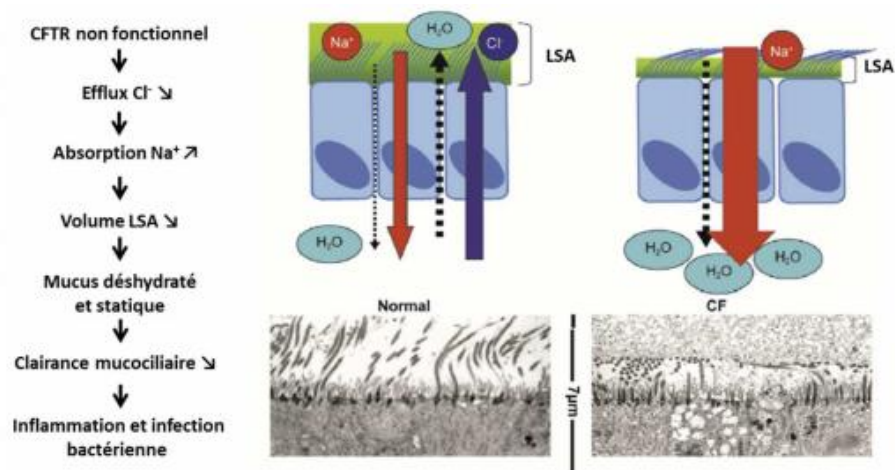 CFTR non fonctionnel
Efflux Cl⁻ ↘
Absorption Na⁺ ↗
Volume LSA ↘
Mucus déshydraté
et statique
Clairance mucociliaire ↘
Inflammation et infection
bactérienne
Na⁺
H₂O
Cl⁻
LSA
H₂O
Normal
Na⁺
LSA
H₂O
H₂O
H₂O
CF
7μm